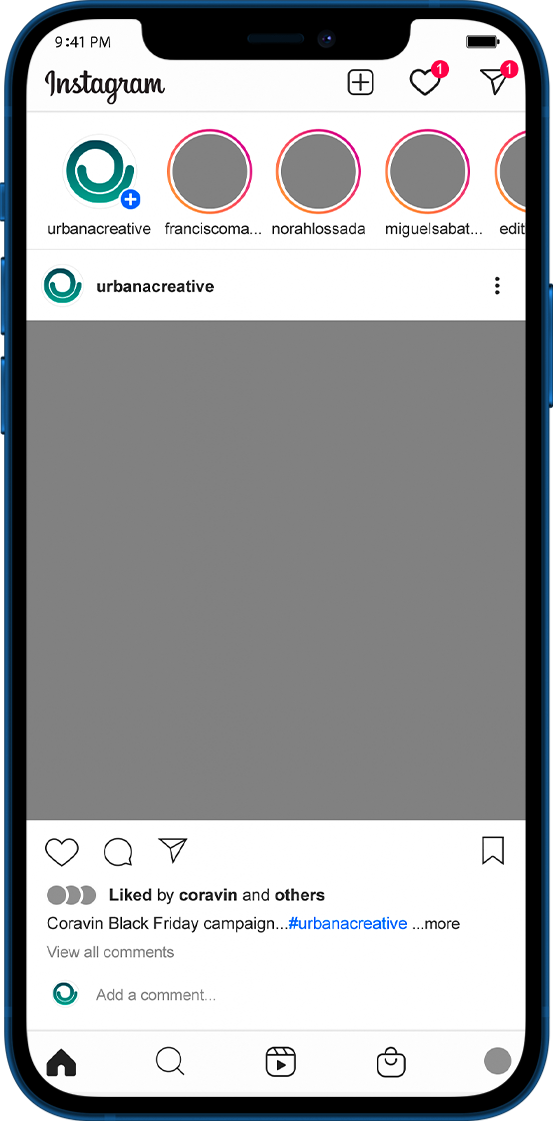 9:41 PM
Instagram
1
1
urbanacreative
franciscoma...
norahlossada
miguelsabat...
edit
urbanacreative
Liked by coravin and others
Coravin Black Friday campaign...#urbanacreative ...more
View all comments
Add a comment...